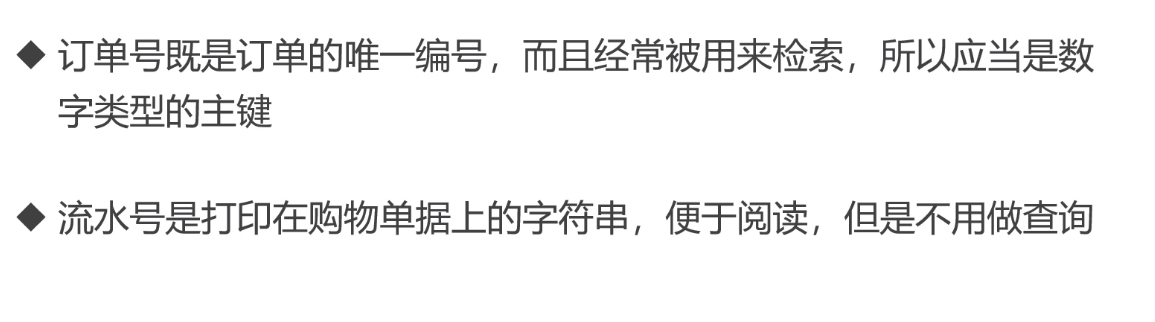 ◆ 订单号既是订单的唯一编号，而且经常被用来检索，所以应当是数
字类型的主键
◆ 流水号是打印在购物单据上的字符串，便于阅读，但是不用做查询